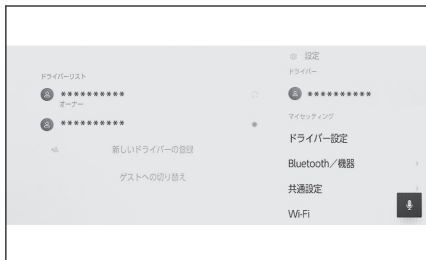 ドライバーリスト
**********
オーナー
**********
新しいドライバーの登録
ゲストへの切り替え
設定
ドライバー
**********
マイセッティング
ドライバー設定
Bluetooth／機器
共通設定
Wi-Fi